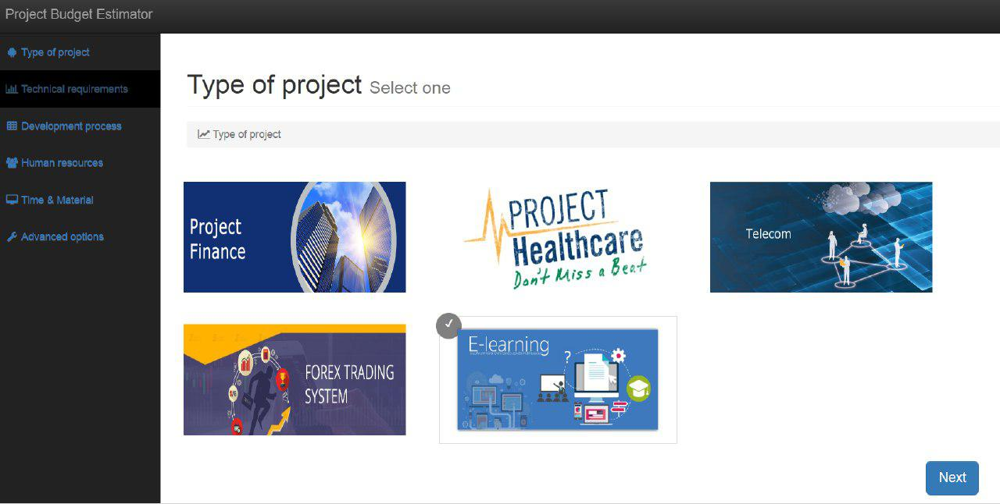 Project Budget Estimator
Type of project
Technical requirements
Development process
Human resources
Time & Material
Advanced options
Type of project Select one
Type of project
Project
Finance
PROJECT
Healthcare
Don't Miss a Beat
Telecom
FOREX TRADING
SYSTEM
E-learning
?
Next